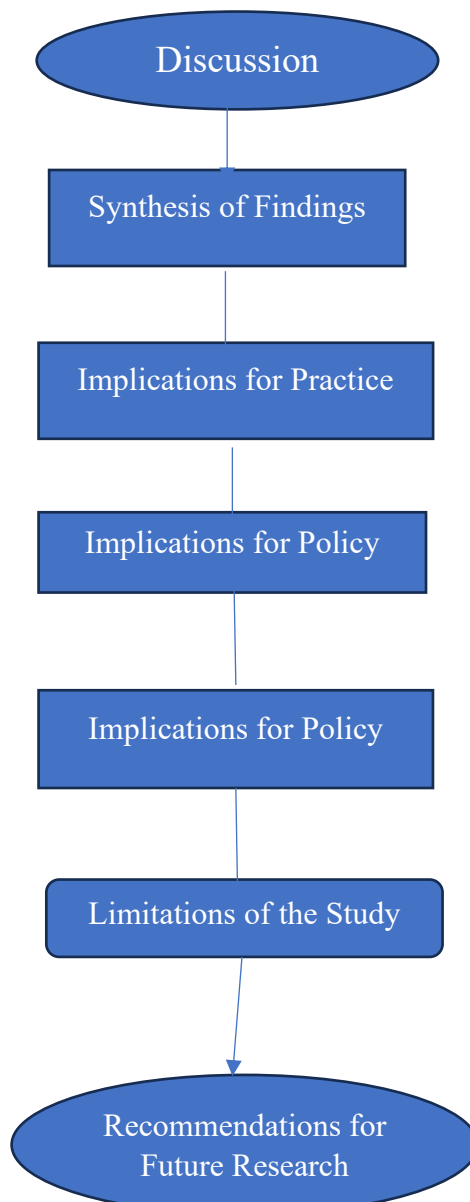 Discussion
Synthesis of Findings
Implications for Practice
Implications for Policy
Implications for Policy
Limitations of the Study
Recommendations for
Future Research